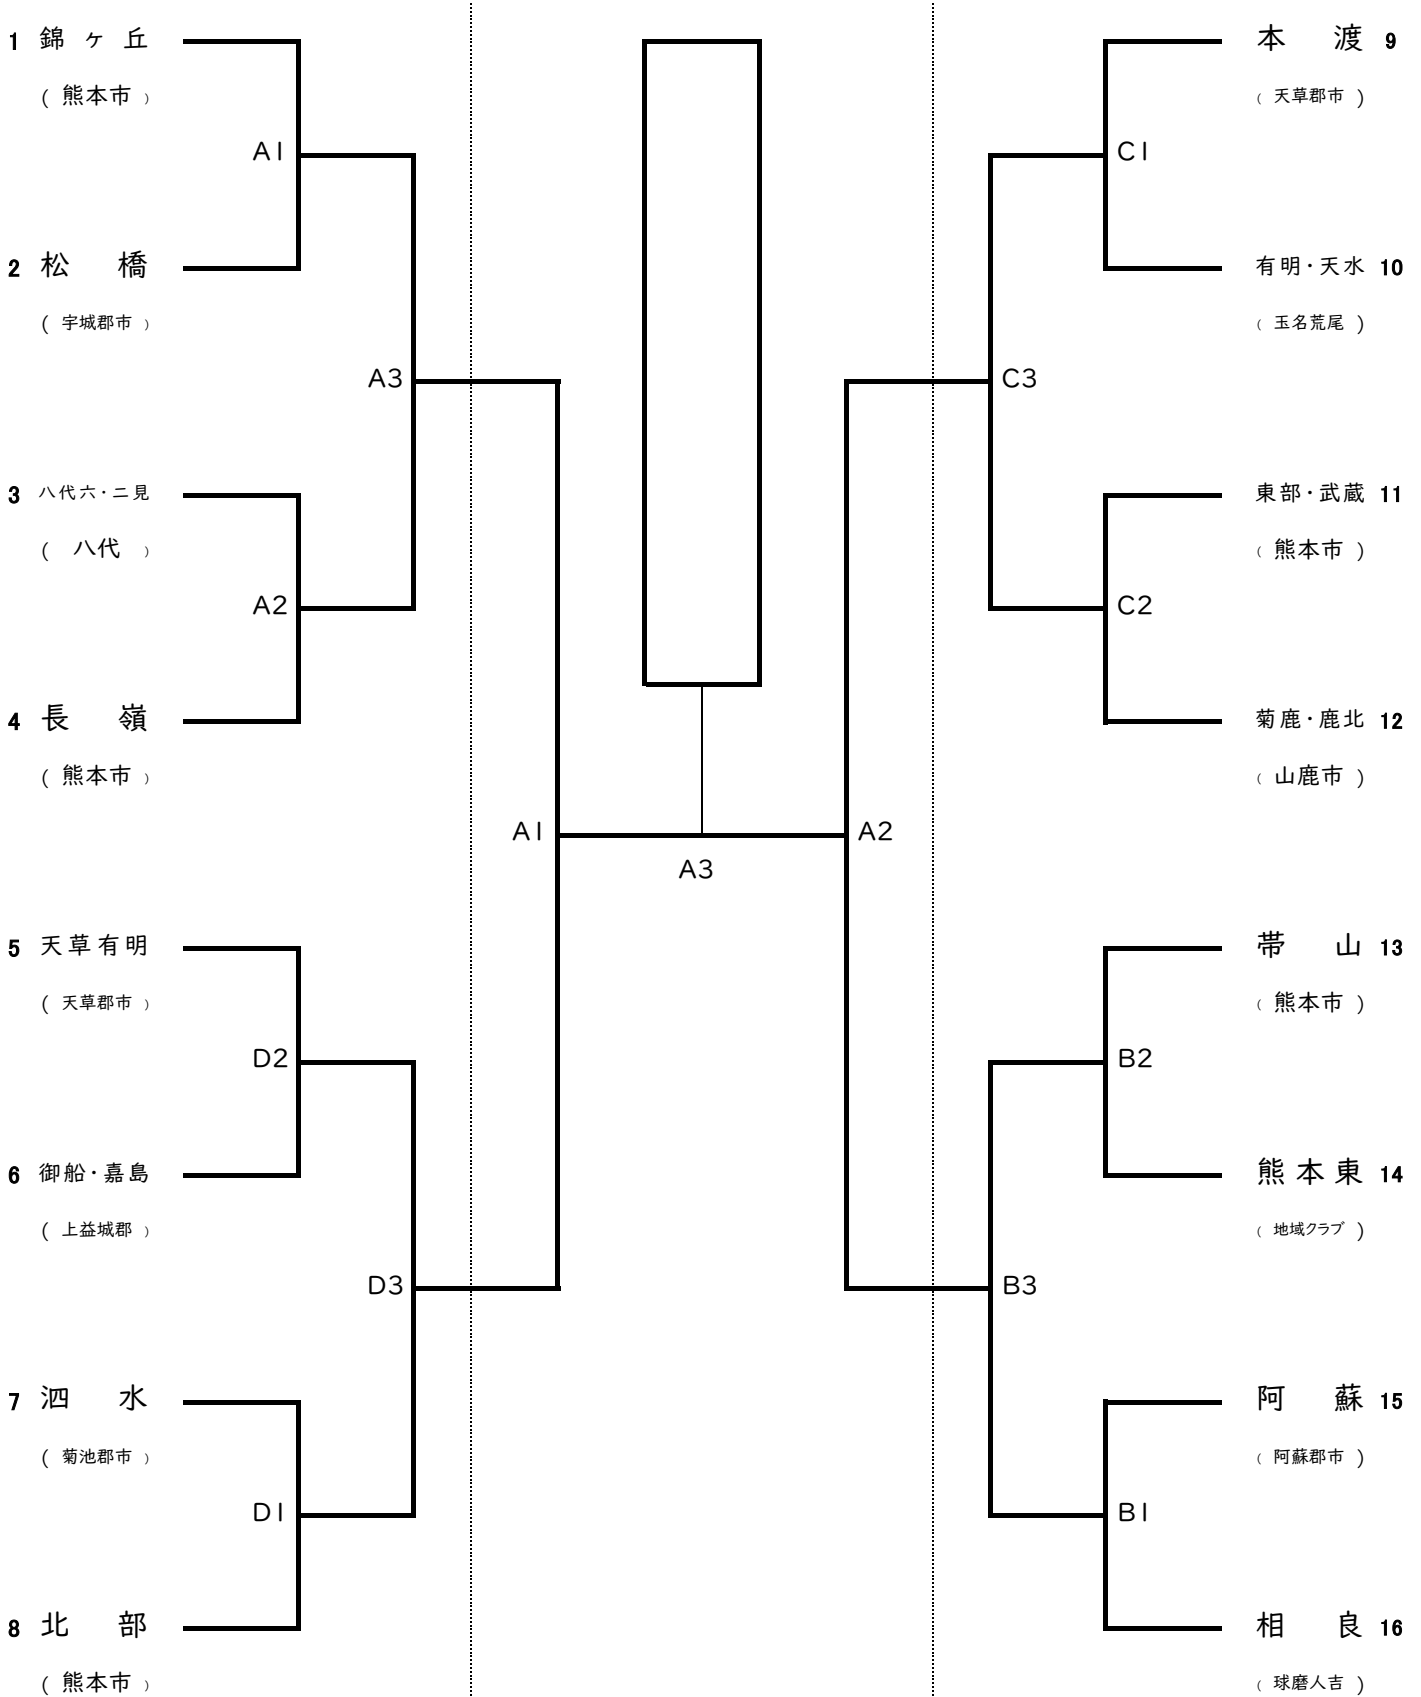 1 錦ヶ丘
( 熊本市 )
A1
2 松 橋
( 宇城郡市 )
A3
3 八代六・二見
( 八代 )
A2
4 長 嶺
( 熊本市 )
A1
5 天草有明
( 天草郡市 )
D2
6 御船・嘉島
( 上益城郡 )
D3
7 泗 水
( 菊池郡市 )
D1
8 北 部
( 熊本市 )
A3
本 渡 9
( 天草郡市 )
C1
有明・天水 10
( 玉名荒尾 )
C3
東部・武蔵 11
( 熊本市 )
C2
菊鹿・鹿北 12
( 山鹿市 )
A2
帯 山 13
( 熊本市 )
B2
熊本東 14
( 地域クラブ )
B3
阿 蘇 15
( 阿蘇郡市 )
B1
相 良 16
( 球磨人吉 )